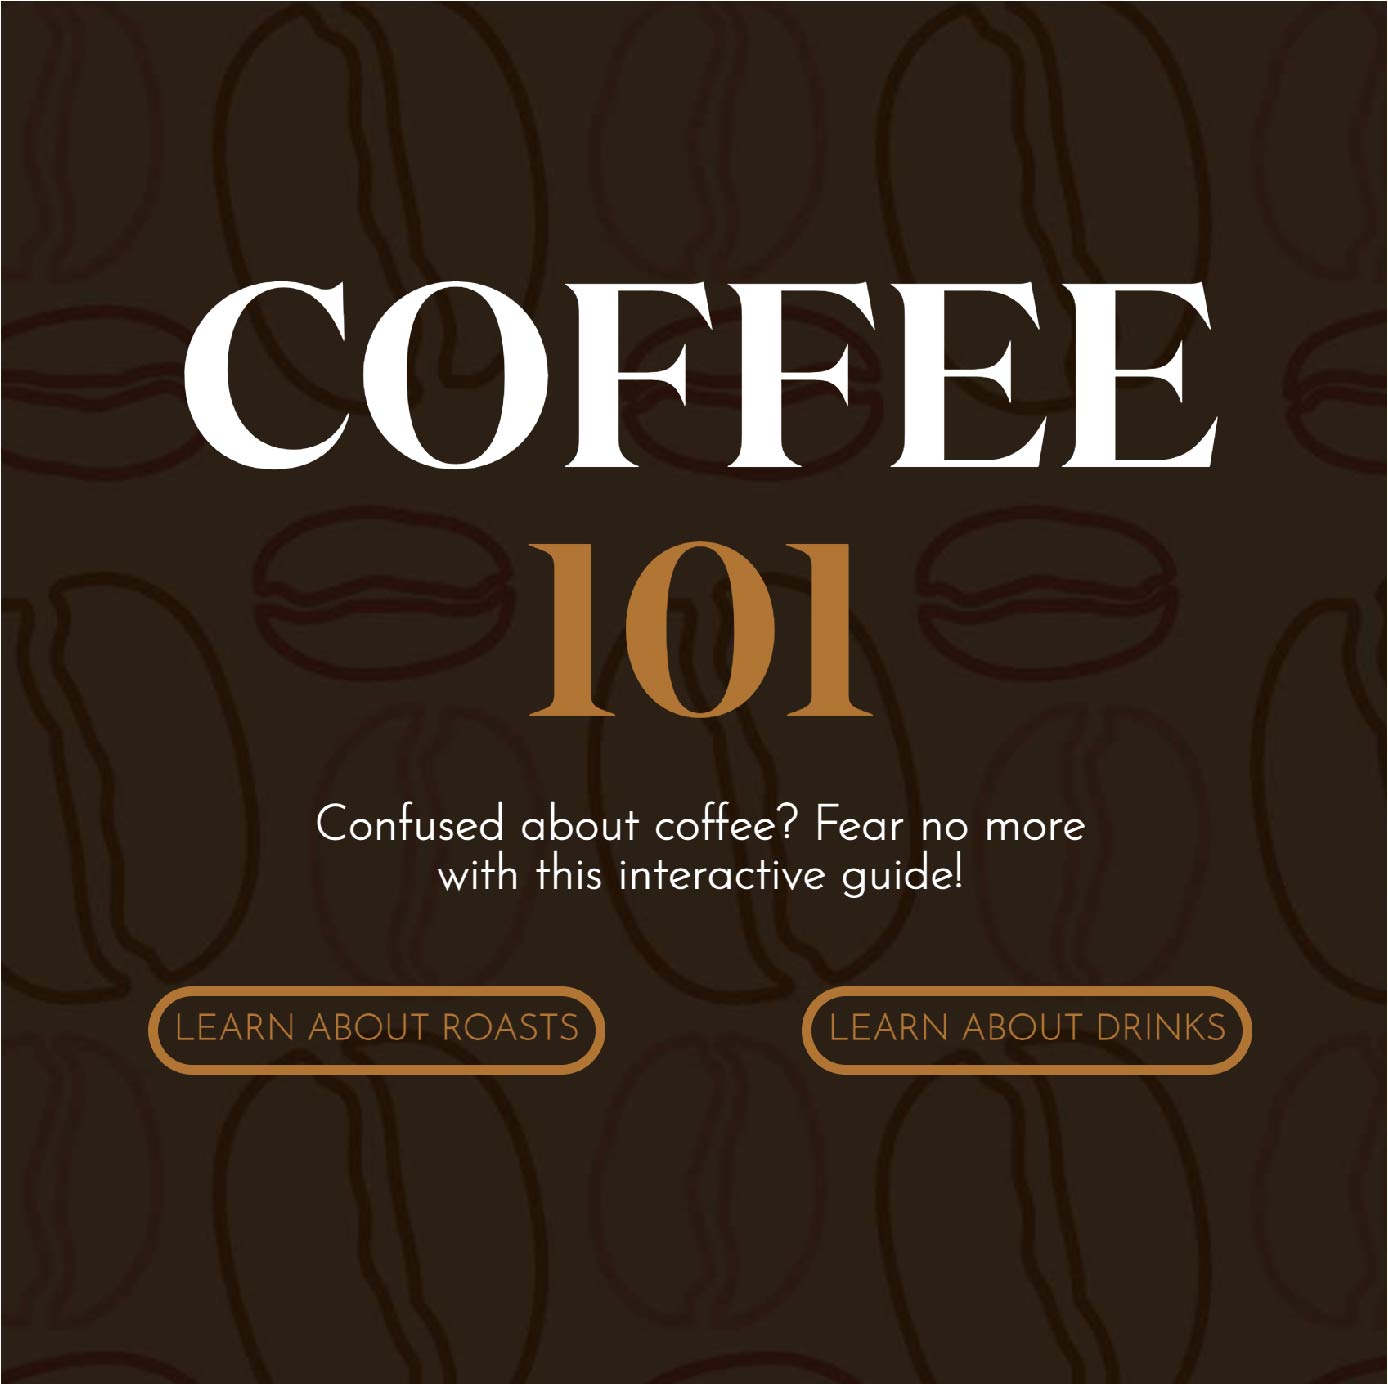 COFFEE
101
Confused about coffee? Fear no more
with this interactive guide!
LEARN ABOUT ROASTS
LEARN ABOUT DRINKS